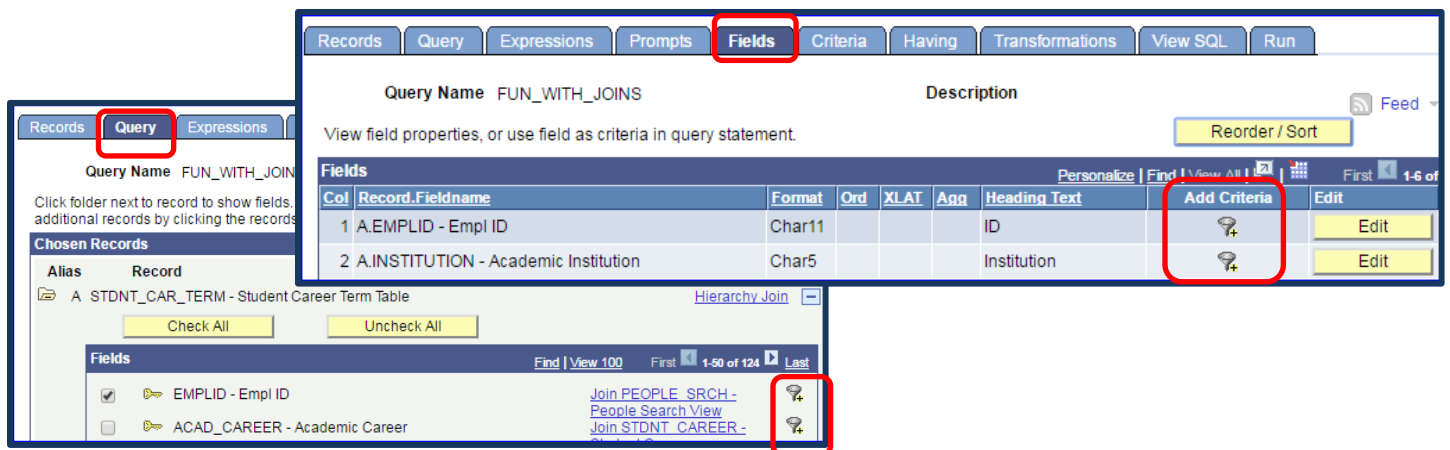 Records Query Expressions Prompts Fields Criteria Having Transformations View SQL Run
Query Name FUN_WITH_JOINS Description
Feed
View field properties, or use field as criteria in query statement.
Reorder / Sort
Fields Personalize | Find | View All | | First 1-6 of
Col Record.Fieldname Format Ord XLAT Agg Heading Text Add Criteria Edit
1 A.EMPLID - Empl ID Char11 ID Edit
2 A.INSTITUTION - Academic Institution Char5 Institution Edit
Records Query Expressions
Query Name FUN_WITH_JOIN
Click folder next to record to show fields.
additional records by clicking the records
Chosen Records
Alias Record
A STDNT_CAR_TERM - Student Career Term Table Hierarchy Join
Check All Uncheck All
Fields Find | View 100 First 1-50 of 124 Last
EMPLID - Empl ID Join PEOPLE_SRCH -
People Search View
ACAD_CAREER - Academic Career Join STDNT_CAREER -